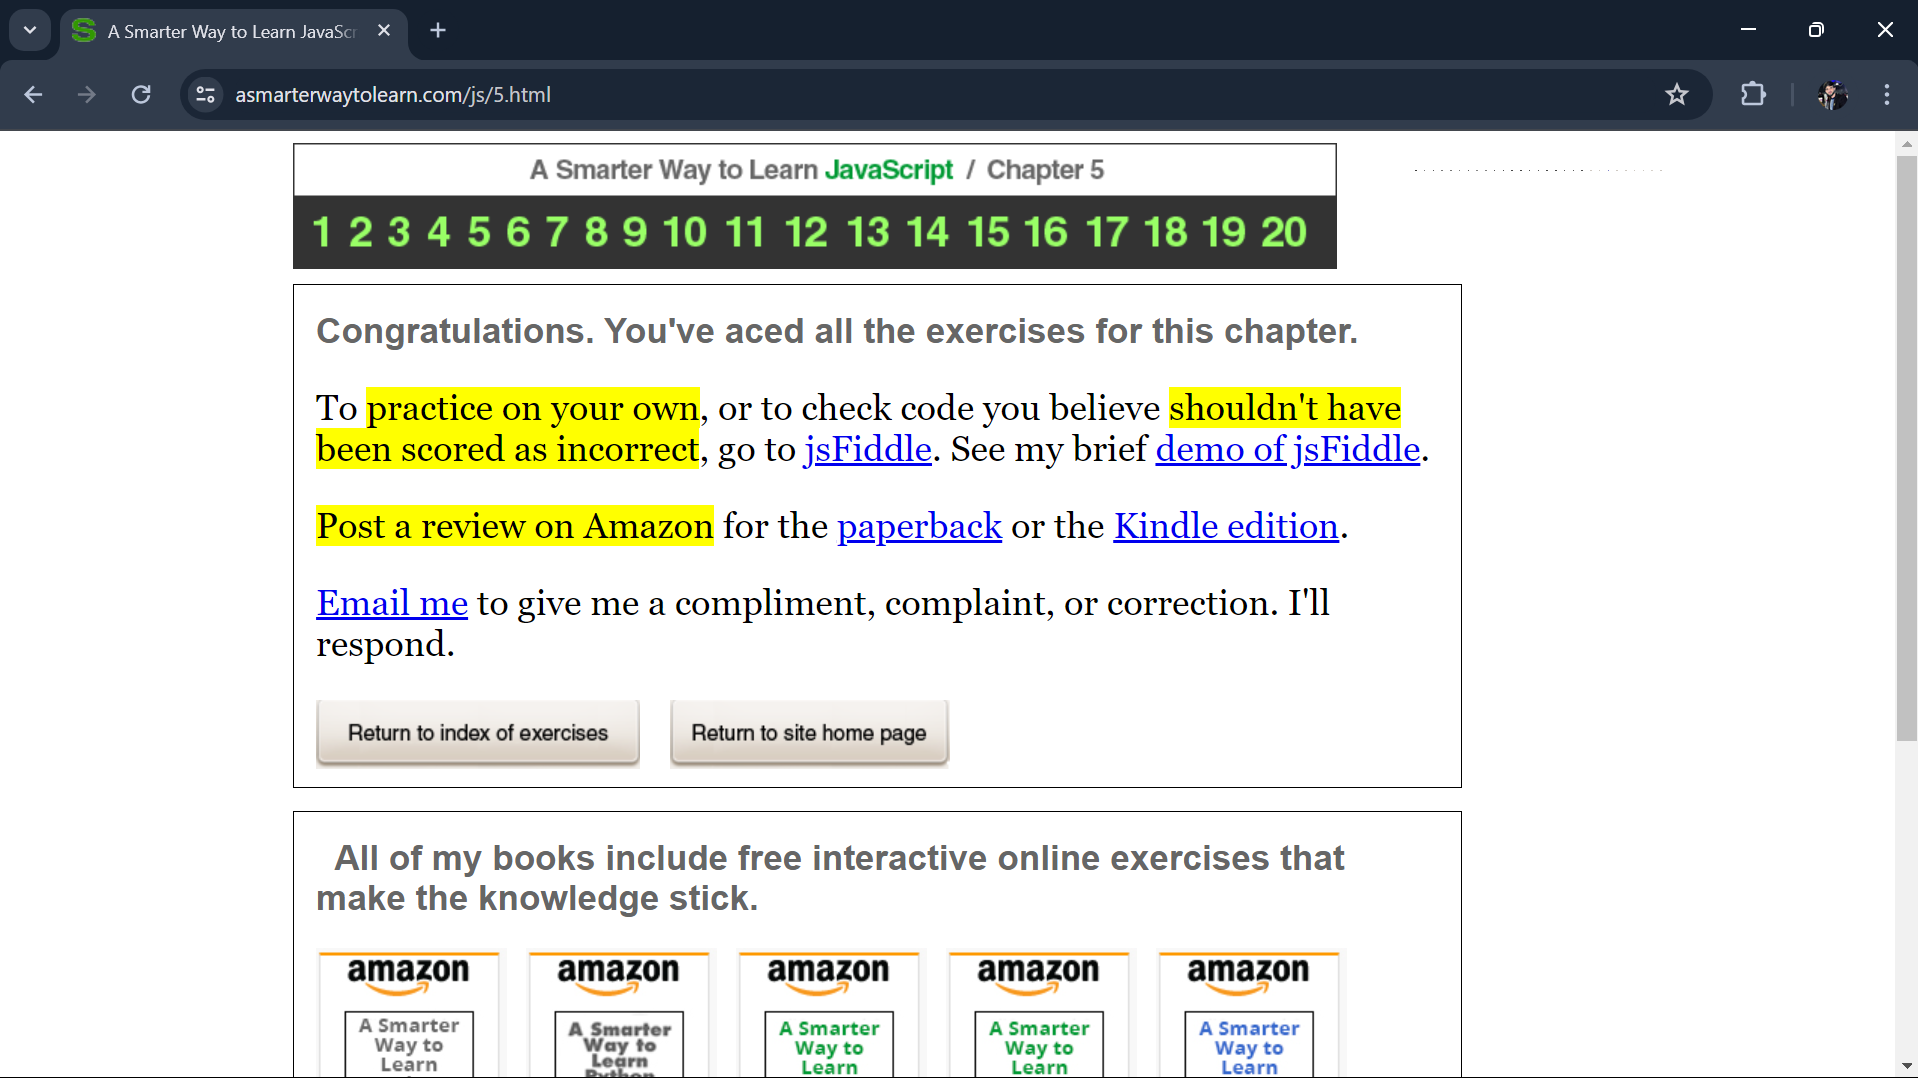 A Smarter Way to Learn JavaScr
asmarterwaytolearn.com/js/5.html
A Smarter Way to Learn JavaScript / Chapter 5
1 2 3 4 5 6 7 8 9 10 11 12 13 14 15 16 17 18 19 20
Congratulations. You've aced all the exercises for this chapter.
To practice on your own, or to check code you believe shouldn't have
been scored as incorrect, go to jsFiddle. See my brief demo of jsFiddle.
Post a review on Amazon for the paperback or the Kindle edition.
Email me to give me a compliment, complaint, or correction. I'll
respond.
Return to index of exercises Return to site home page
All of my books include free interactive online exercises that
make the knowledge stick.
amazon amazon amazon amazon amazon
A Smarter A Smarter A Smarter A Smarter A Smarter
Way to Way to Way to Way to Way to
Learn Learn Learn Learn Learn
Python